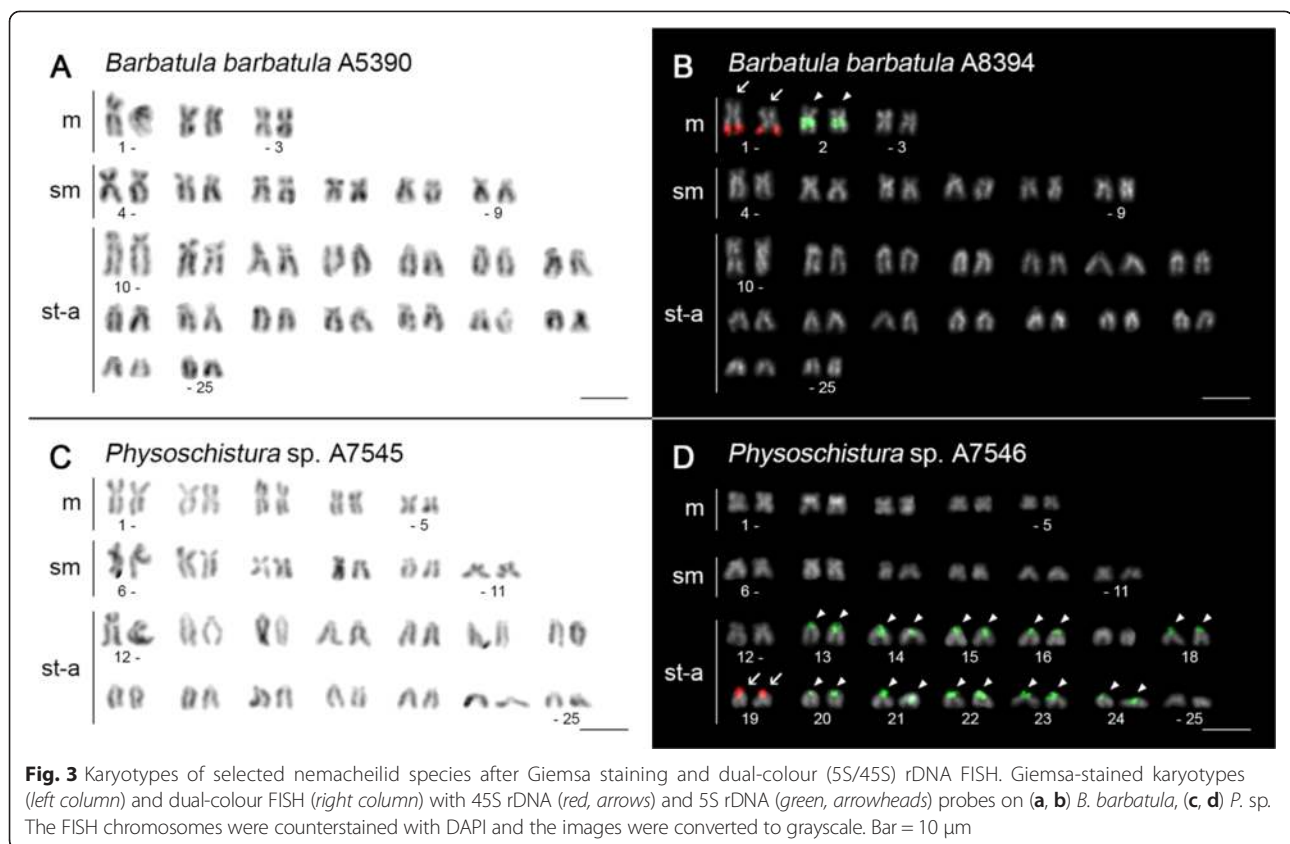 A Barbatula barbatula A5390
m
1 -
- 3
sm
4 -
- 9
st-a
10 -
- 25
B Barbatula barbatula A8394
m
1 -
2
- 3
sm
4 -
- 9
st-a
10 -
- 25
C Physoschistura sp. A7545
m
1 -
- 5
sm
6 -
- 11
st-a
12 -
- 25
D Physoschistura sp. A7546
m
1 -
- 5
sm
6 -
- 11
st-a
12 -
13
14
15
16
18
19
20
21
22
23
24
- 25
Fig. 3 Karyotypes of selected nemacheilid species after Giemsa staining and dual-colour (5S/45S) rDNA FISH. Giemsa-stained karyotypes
(left column) and dual-colour FISH (right column) with 45S rDNA (red, arrows) and 5S rDNA (green, arrowheads) probes on (a, b) B. barbatula, (c, d) P. sp.
The FISH chromosomes were counterstained with DAPI and the images were converted to grayscale. Bar = 10 μm